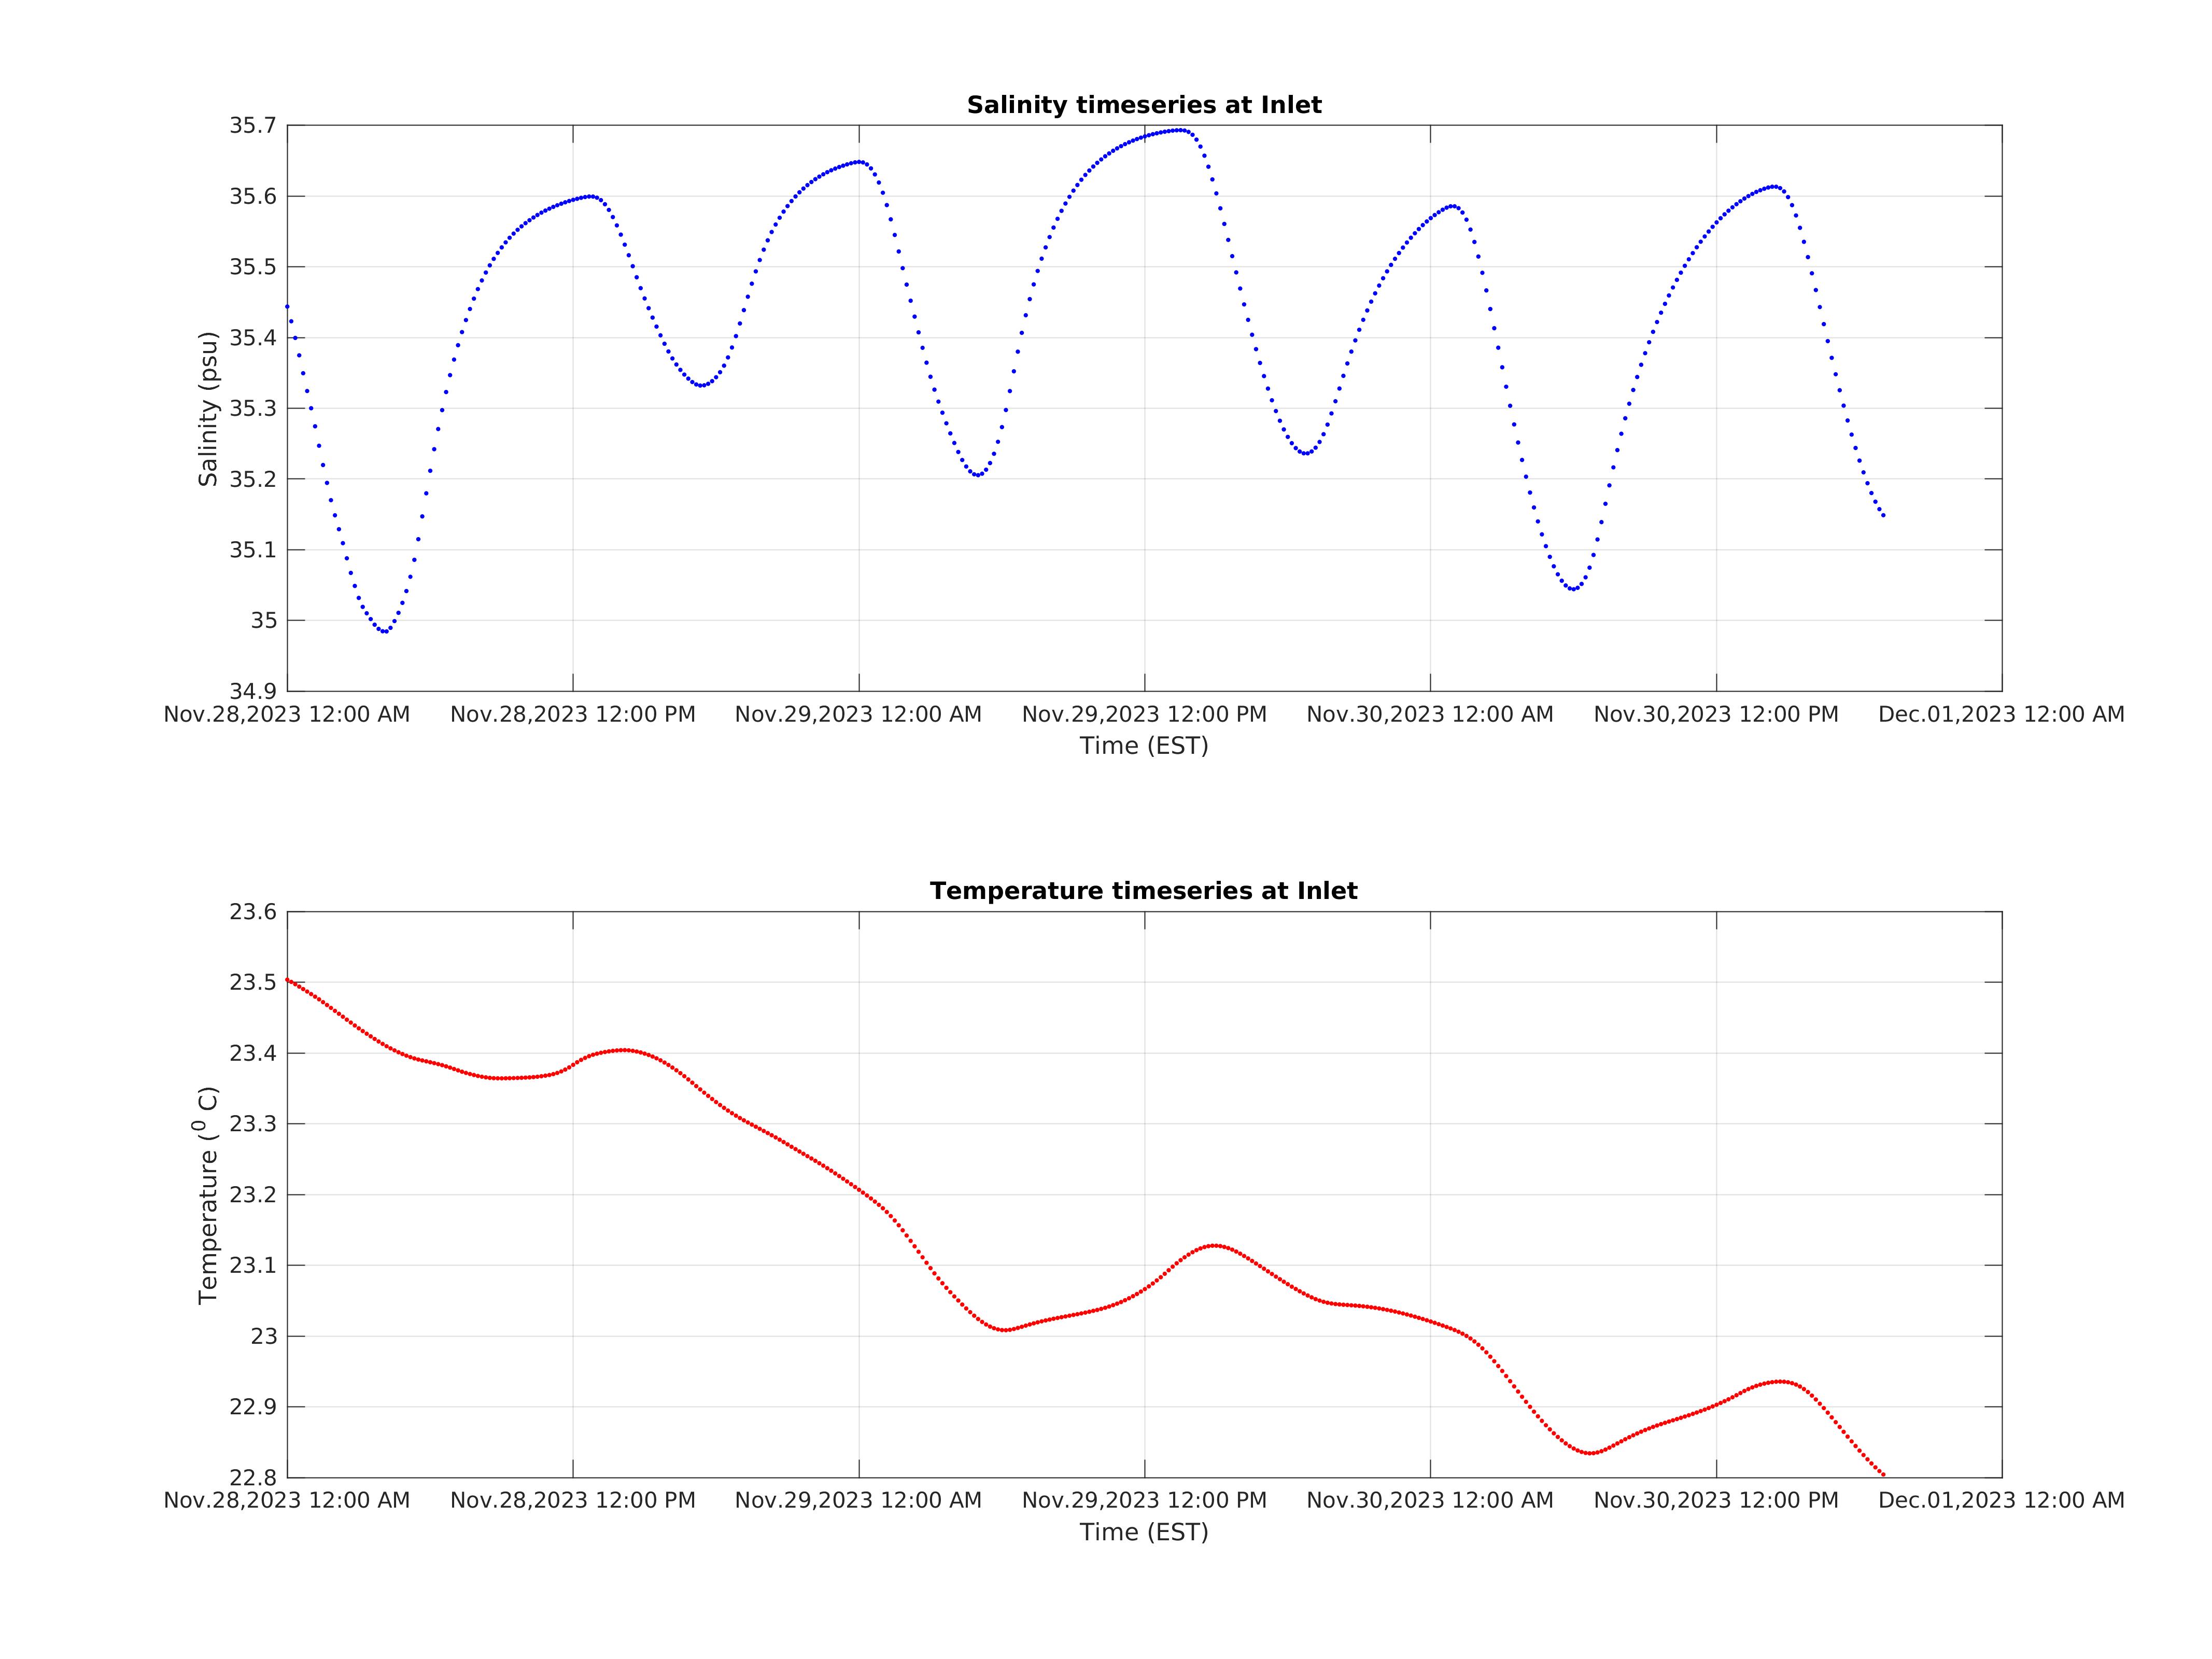 Salinity timeseries at Inlet
35.7
35.6
35.5
35.4
35.3
35.2
35.1
35
34.9
Salinity (psu)
Nov.28,2023 12:00 AM Nov.28,2023 12:00 PM Nov.29,2023 12:00 AM Nov.29,2023 12:00 PM Nov.30,2023 12:00 AM Nov.30,2023 12:00 PM Dec.01,2023 12:00 AM
Time (EST)
Temperature timeseries at Inlet
23.6
23.5
23.4
23.3
23.2
23.1
23
22.9
22.8
Temperature (⁰ C)
Nov.28,2023 12:00 AM Nov.28,2023 12:00 PM Nov.29,2023 12:00 AM Nov.29,2023 12:00 PM Nov.30,2023 12:00 AM Nov.30,2023 12:00 PM Dec.01,2023 12:00 AM
Time (EST)